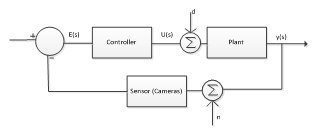 d
+ E(s) Controller U(s) Σ Plant y(s)
-
Sensor (Cameras) Σ
n